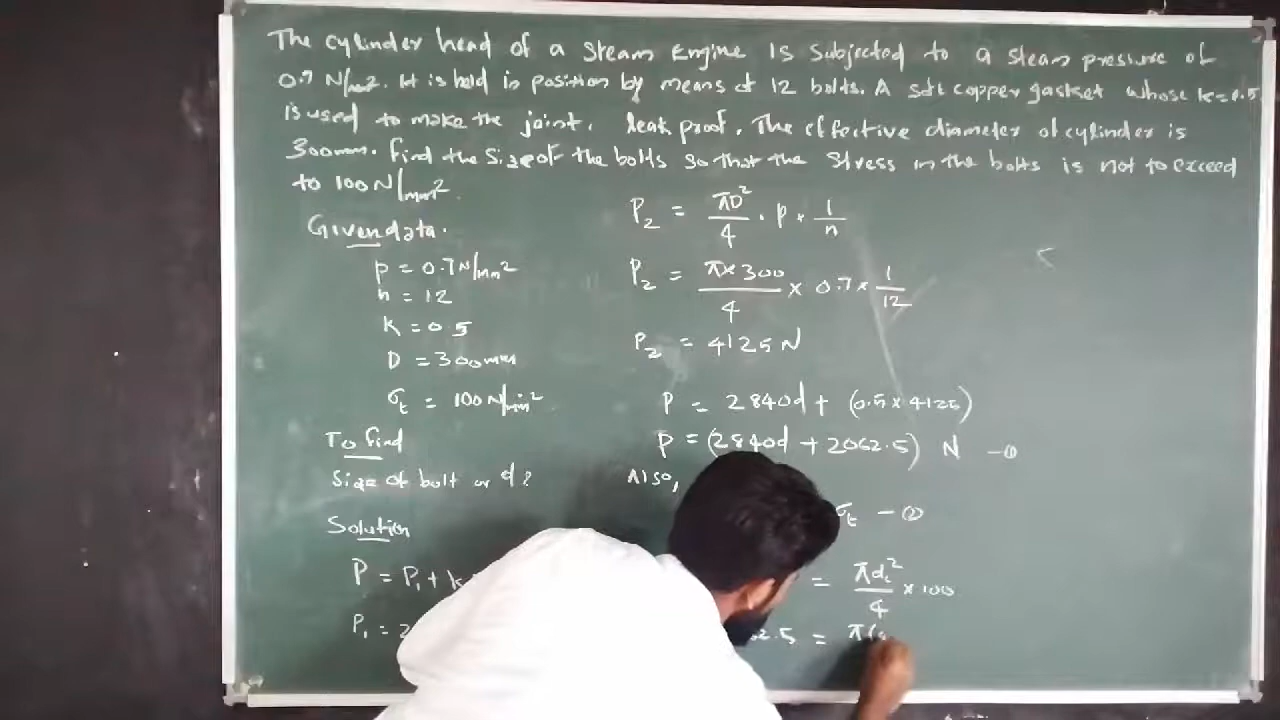 The cylinder head of a steam Engine is subjected to a steam pressure of
0.7 N/mm². It is held in position by means of 12 bolts. A soft copper gasket whose k=0.5
is used to make the joint. leak proof. The effective diameter of cylinder is
300mm. Find the size of the bolts so that the stress in the bolts is not to exceed
to 100 N/mm².
Given data.
p = 0.7 N/mm²
n = 12
K = 0.5
D = 300mm
σt = 100 N/mm²
To find
Size of bolt or d?
Solution
P = P₁ + k
P₁ = 2
P₂ = πD²/4 . p × 1/n
P₂ = π×300/4 × 0.7 × 1/12
P₂ = 4125 N
P = 2840d + (0.5×4125)
P = (2840d + 2062.5) N - ①
Also,
σt - ②
= πdc²/4 × 100
62.5 = π(